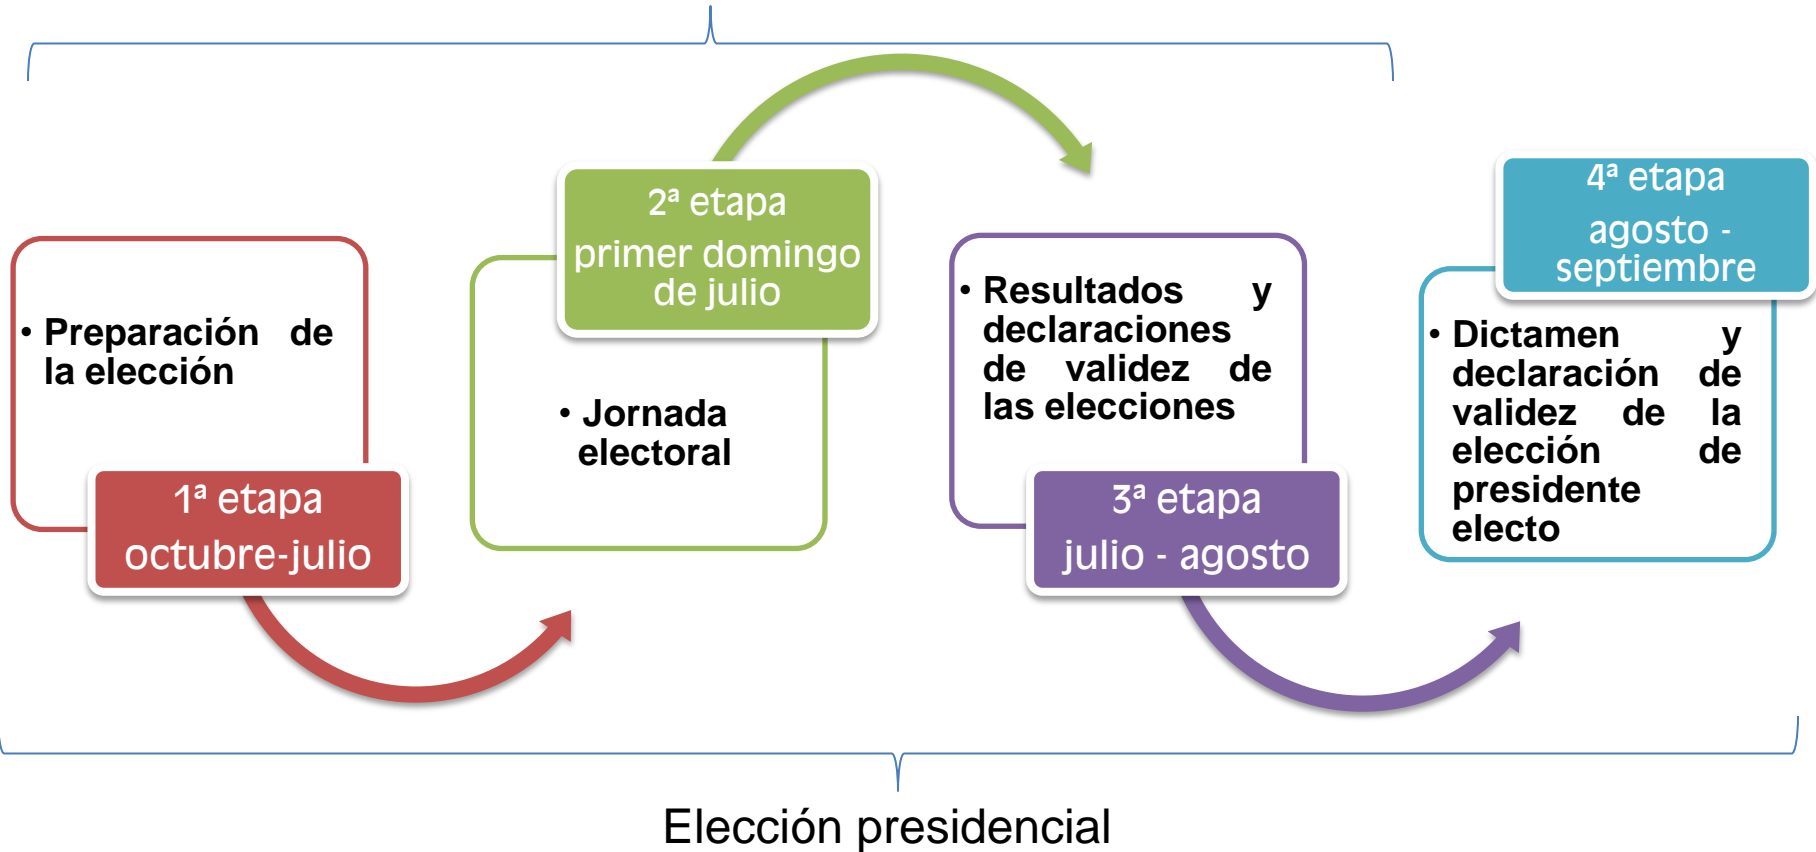 • Preparación de
la elección
1ª etapa
octubre-julio
2ª etapa
primer domingo
de julio
• Jornada
electoral
• Resultados y
declaraciones
de validez de
las elecciones
3ª etapa
julio - agosto
4ª etapa
agosto -
septiembre
• Dictamen y
declaración de
validez de la
elección de
presidente
electo
Elección presidencial